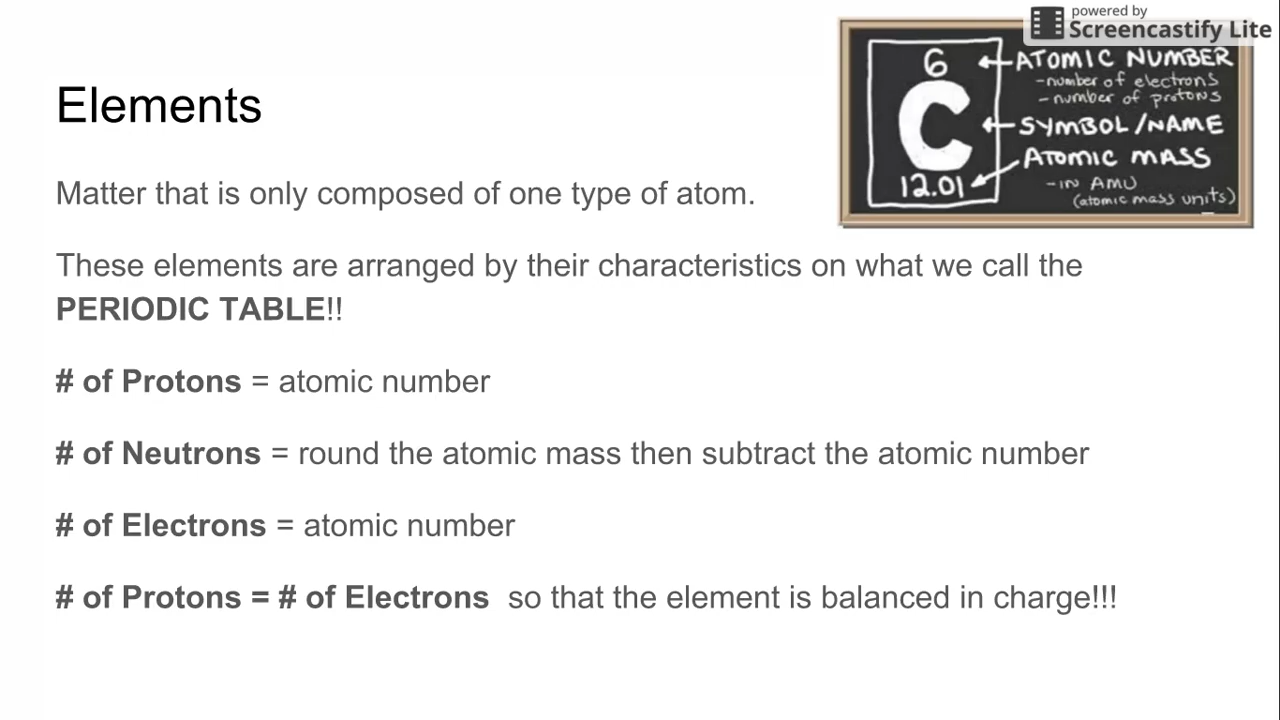 powered by
Screencastify Lite
Elements
6
ATOMIC NUMBER
-number of electrons
- number of protons
C
SYMBOL/NAME
ATOMIC MASS
12.01
-IN AMU
(atomic mass units)
Matter that is only composed of one type of atom.
These elements are arranged by their characteristics on what we call the
PERIODIC TABLE!!
# of Protons = atomic number
# of Neutrons = round the atomic mass then subtract the atomic number
# of Electrons = atomic number
# of Protons = # of Electrons so that the element is balanced in charge!!!